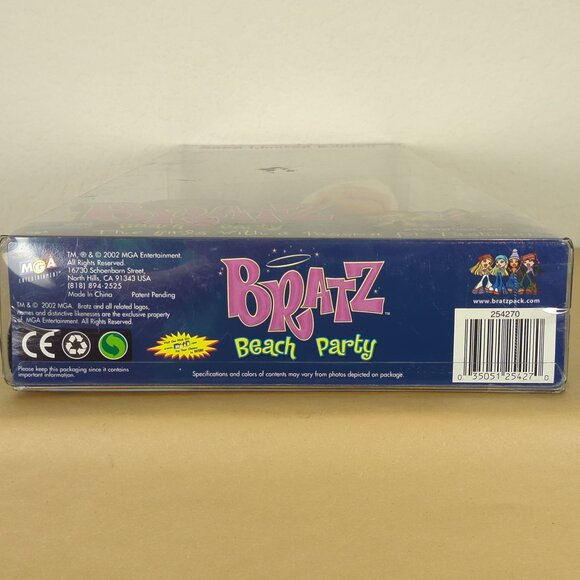 BRATZ
MGA
ENTERTAINMENT
TM, ® & © 2002 MGA Entertainment.
All Rights Reserved.
16730 Schoenborn Street,
North Hills, CA 91343 USA
(818) 894-2525
Made In China Patent Pending
TM & © 2002 MGA. Bratz and all related logos,
names and distinctive likenesses are the exclusive property
of MGA Entertainment. All Rights Reserved.
CE
Please keep this packaging since it contains
important information.
BRATZ™
Beach Party
Specifications and colors of contents may vary from photos depicted on package.
www.bratzpack.com
254270
0 35051 25427 0